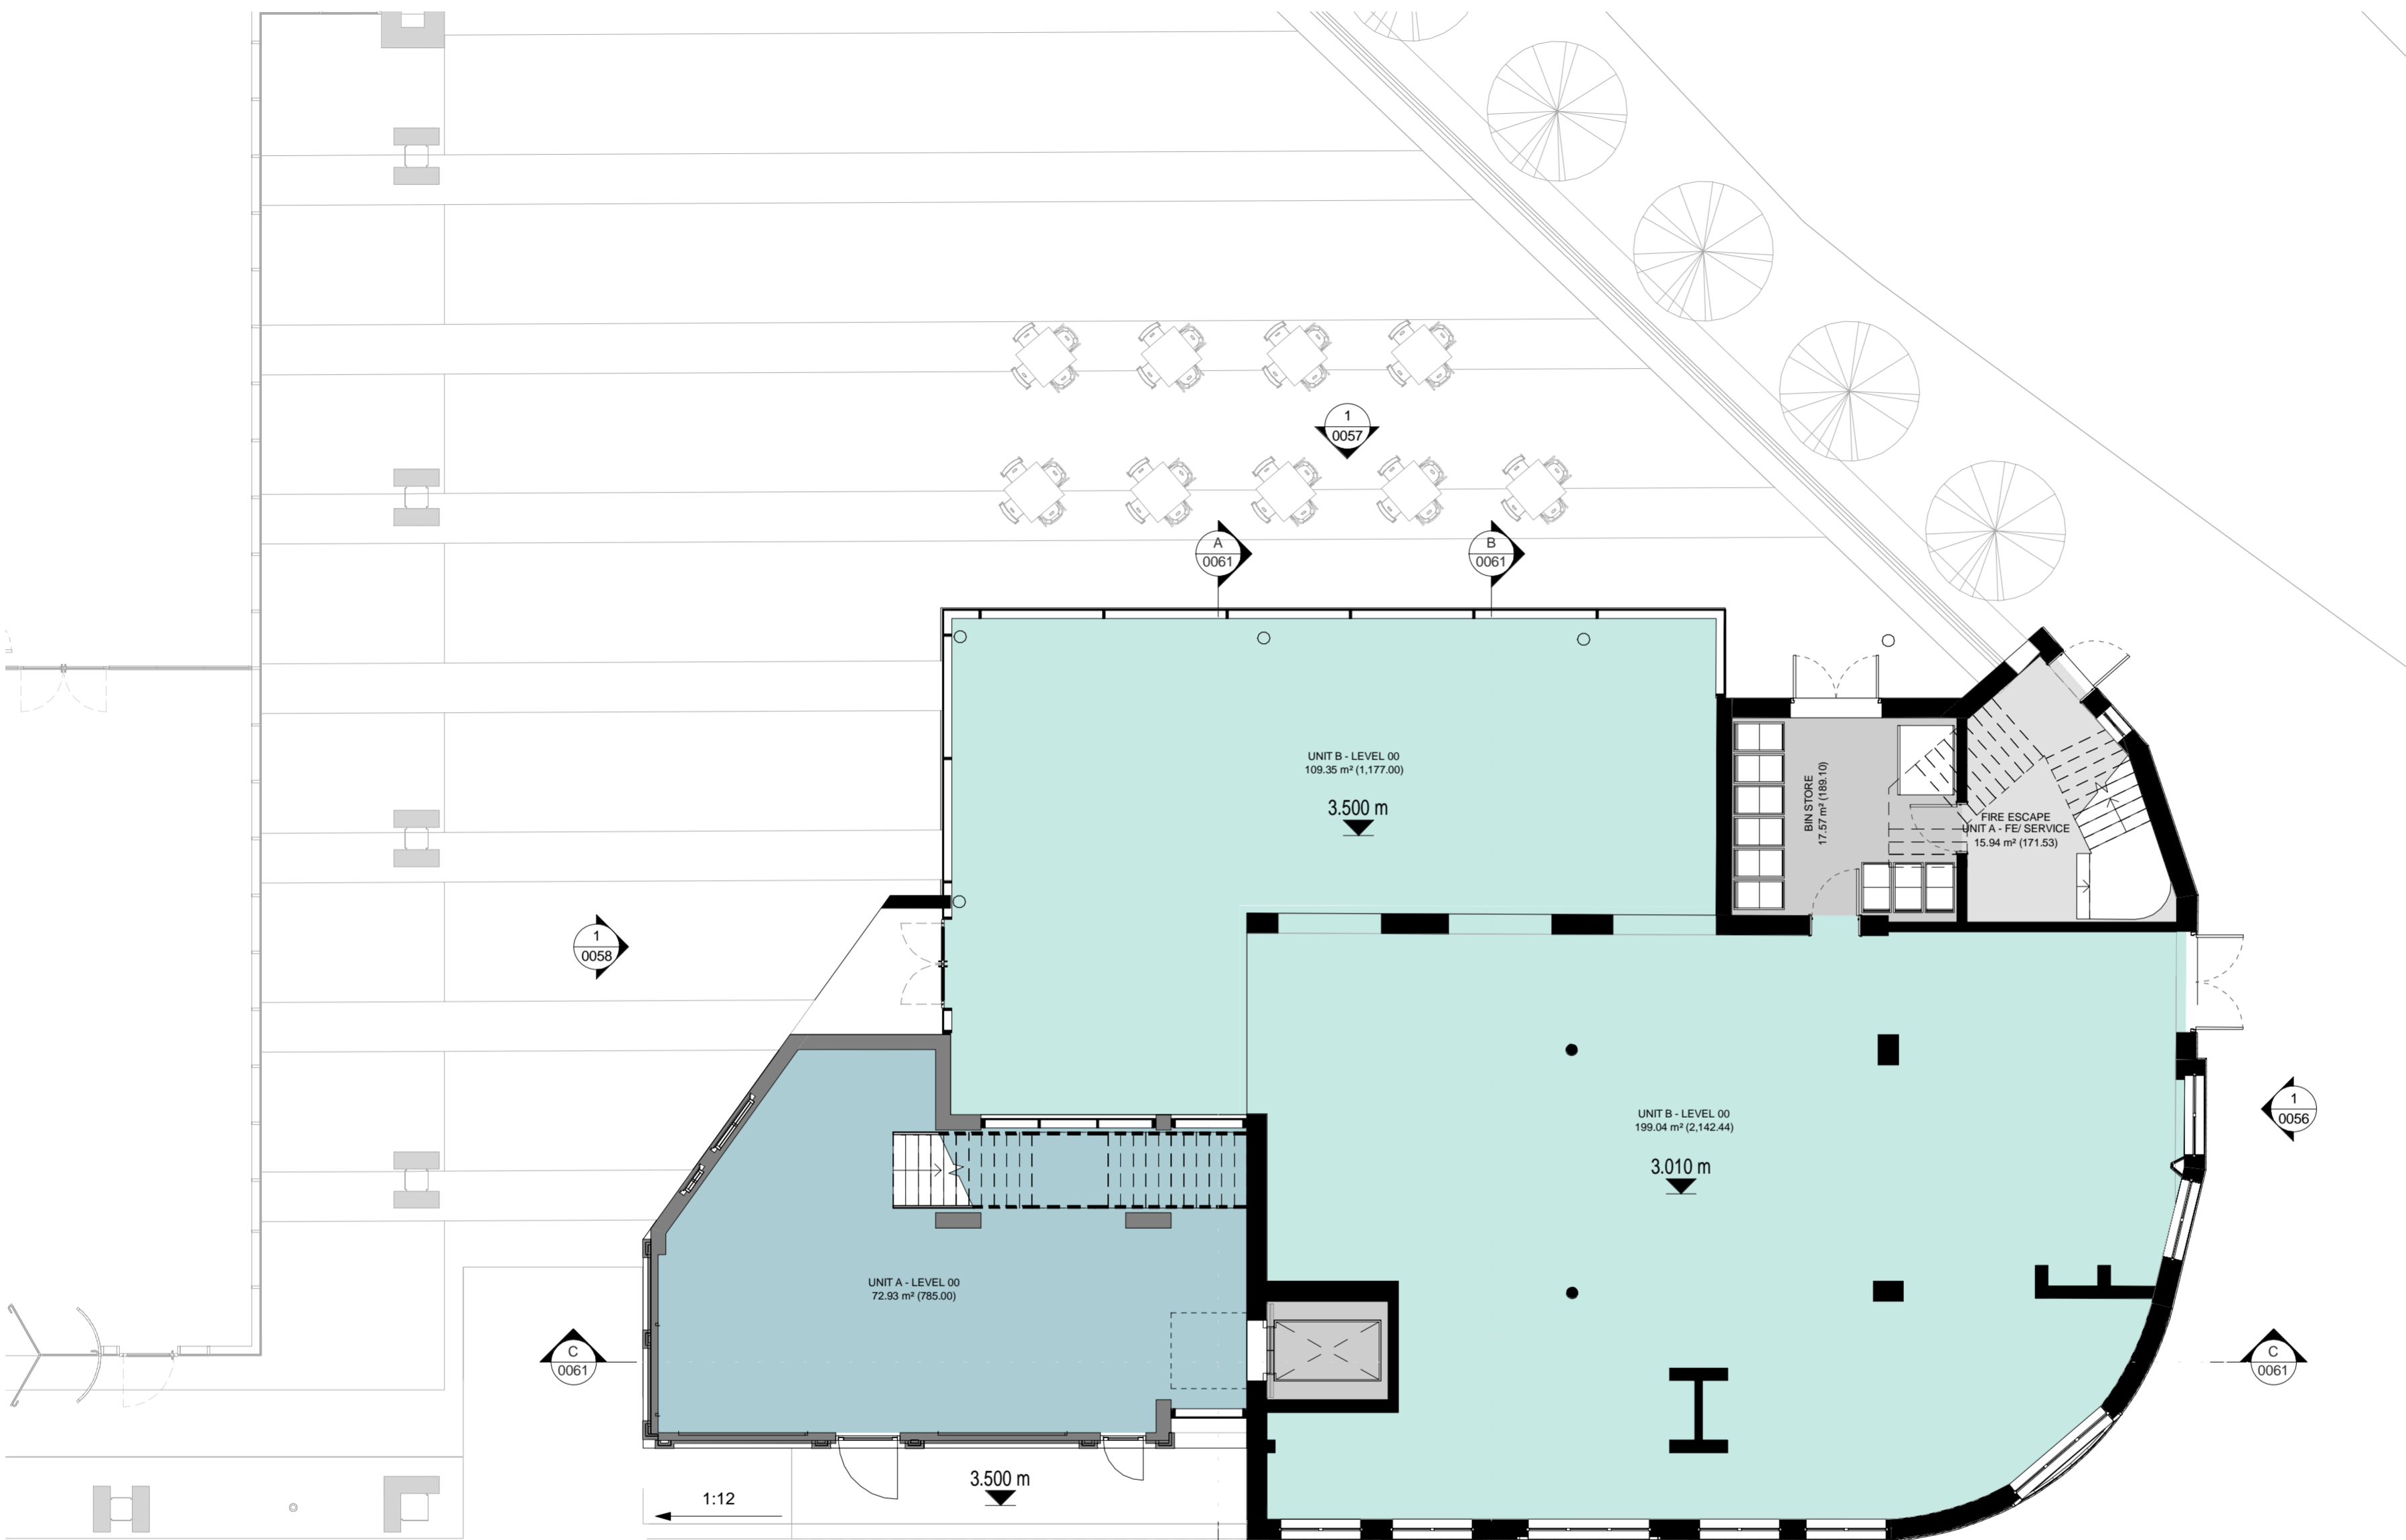 1
0057
A
0061
B
0061
UNIT B - LEVEL 00
109.35 m² (1,177.00)
3.500 m
BIN STORE
17.57 m² (189.10)
FIRE ESCAPE
UNIT A - FE/ SERVICE
15.94 m² (171.53)
1
0058
UNIT B - LEVEL 00
199.04 m² (2,142.44)
3.010 m
1
0056
UNIT A - LEVEL 00
72.93 m² (785.00)
C
0061
C
0061
3.500 m
1:12